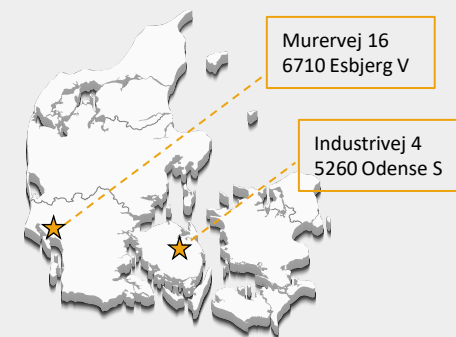 Murervej 16
6710 Esbjerg V
Industrivej 4
5260 Odense S